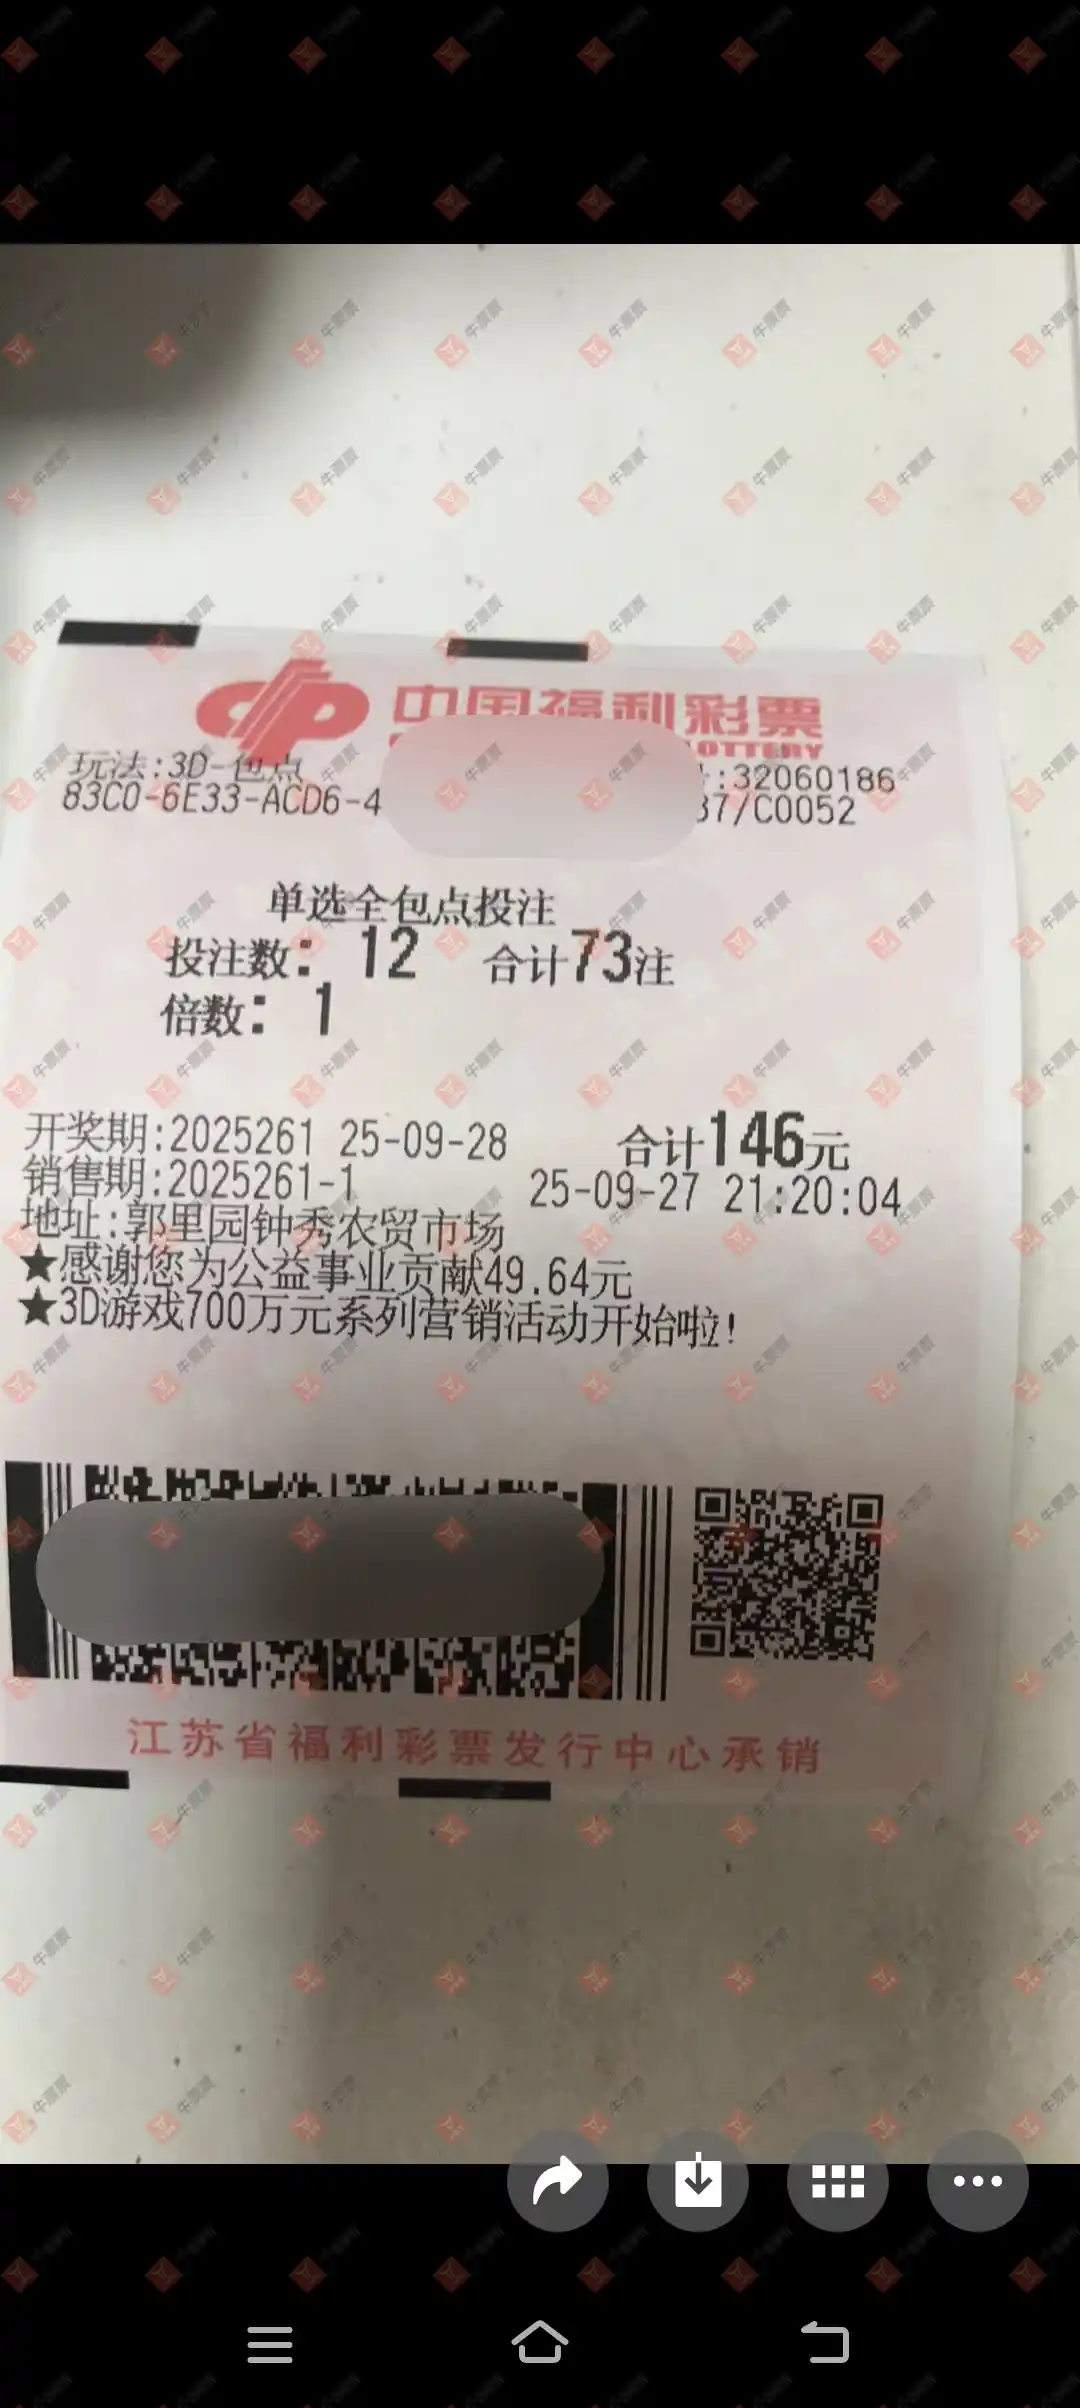 中国福利彩票
LOTTERY
玩法:3D-包点
:32060186
83C0-6E33-ACD6-4
37/C0052
单选全包点投注
投注数: 12 合计73注
倍数: 1
开奖期:2025261 25-09-28 合计146元
销售期:2025261-1 25-09-27 21:20:04
地址:郭里园钟秀农贸市场
★感谢您为公益事业贡献49.64元
★3D游戏700万元系列营销活动开始啦!
江苏省福利彩票发行中心承销
牛票票